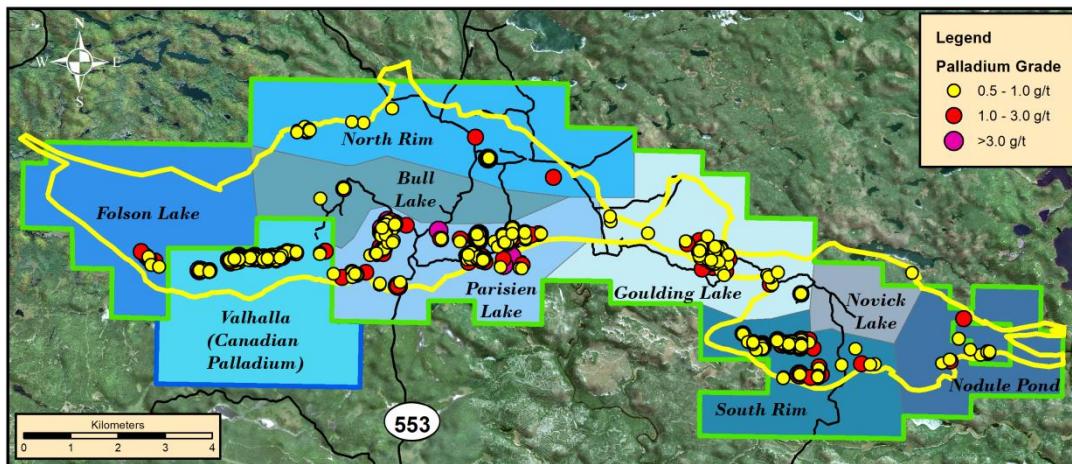 N
W E
S
Legend
Palladium Grade
0.5 - 1.0 g/t
1.0 - 3.0 g/t
>3.0 g/t
North Rim
Bull
Lake
Folson Lake
Parisien
Lake
Goulding Lake
Novick
Lake
Valhalla
(Canadian
Palladium)
Nodule Pond
South Rim
553
Kilometers
0 1 2 3 4